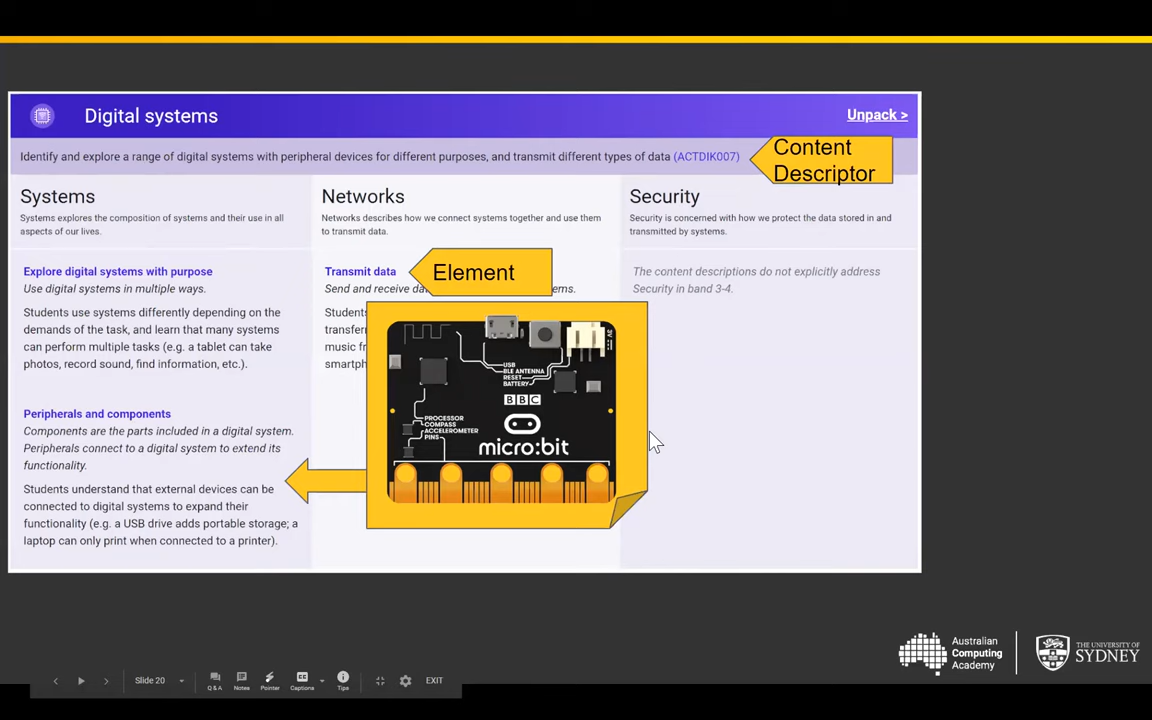 Digital systems
Unpack >
Identify and explore a range of digital systems with peripheral devices for different purposes, and transmit different types of data (ACTDIK007)
Content
Descriptor
Systems
Systems explores the composition of systems and their use in all
aspects of our lives.
Networks
Networks describes how we connect systems together and use them
to transmit data.
Security
Security is concerned with how we protect the data stored in and
transmitted by systems.
Explore digital systems with purpose
Use digital systems in multiple ways.
Students use systems differently depending on the
demands of the task, and learn that many systems
can perform multiple tasks (e.g. a tablet can take
photos, record sound, find information, etc.).
Peripherals and components
Components are the parts included in a digital system.
Peripherals connect to a digital system to extend its
functionality.
Students understand that external devices can be
connected to digital systems to expand their
functionality (e.g. a USB drive adds portable storage; a
laptop can only print when connected to a printer).
Transmit data
Element
Send and receive
music
The content descriptions do not explicitly address
Security in band 3-4.
3V
USB
BLE ANTENNA
RESET
BATTERY
BBC
PROCESSOR
COMPASS
ACCELEROMETER
PINS
micro:bit
Australian
Computing
Academy
THE UNIVERSITY OF
SYDNEY
Slide 20
Q & A
Notes
Pointer
CC
Captions
Tips
EXIT